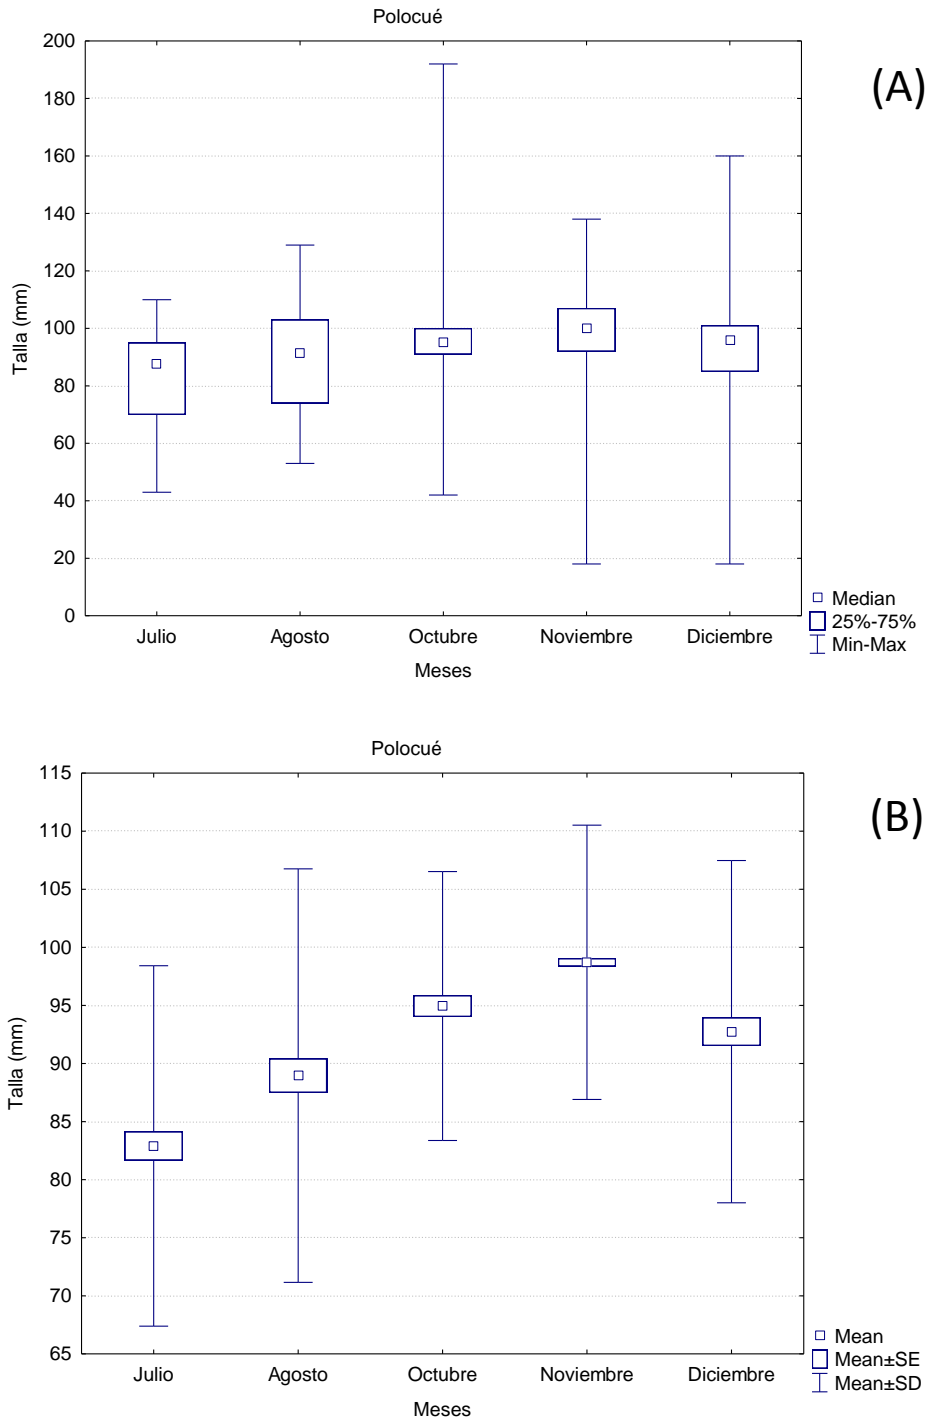 Polocué
(A)
200
180
160
140
120
100
80
60
40
20
0
Talla (mm)
Julio Agosto Octubre Noviembre Diciembre
Meses
Median
25%-75%
Min-Max
Polocué
(B)
115
110
105
100
95
90
85
80
75
70
65
Talla (mm)
Julio Agosto Octubre Noviembre Diciembre
Meses
Mean
Mean±SE
Mean±SD